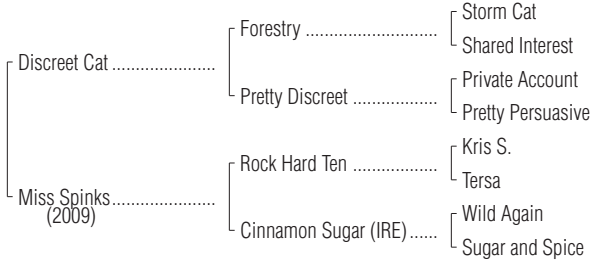 Storm Cat
Forestry ........................
Shared Interest
Discreet Cat ......................
Private Account
Pretty Discreet .................
Pretty Persuasive
Kris S.
Rock Hard Ten .................
Tersa
Miss Spinks......................
(2009)
Wild Again
Cinnamon Sugar (IRE)......
Sugar and Spice